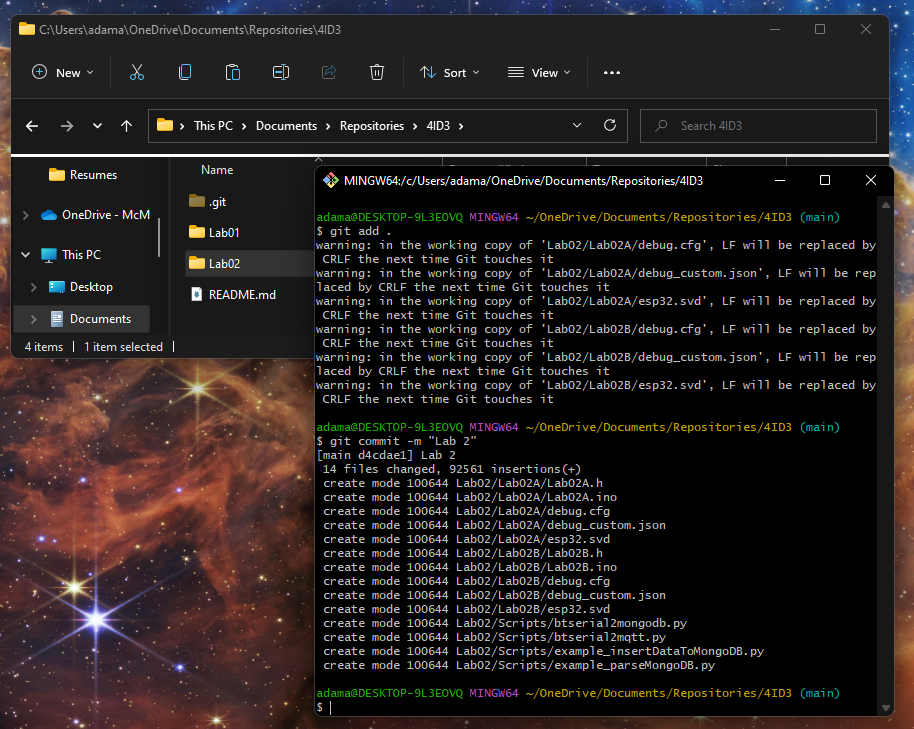 C:\Users\adama\OneDrive\Documents\Repositories\4ID3
New
Sort
View
This PC
Documents
Repositories
4ID3
Search 4ID3
Resumes
OneDrive - McM
This PC
Desktop
Documents
Name
.git
Lab01
Lab02
README.md
4 items
1 item selected
MINGW64:/c/Users/adama/OneDrive/Documents/Repositories/4ID3
adama@DESKTOP-9L3EOVQ MINGW64 ~/OneDrive/Documents/Repositories/4ID3 (main)
$ git add .
warning: in the working copy of 'Lab02/Lab02A/debug.cfg', LF will be replaced by
CRLF the next time Git touches it
warning: in the working copy of 'Lab02/Lab02A/debug_custom.json', LF will be rep
laced by CRLF the next time Git touches it
warning: in the working copy of 'Lab02/Lab02A/esp32.svd', LF will be replaced by
CRLF the next time Git touches it
warning: in the working copy of 'Lab02/Lab02B/debug.cfg', LF will be replaced by
CRLF the next time Git touches it
warning: in the working copy of 'Lab02/Lab02B/debug_custom.json', LF will be rep
laced by CRLF the next time Git touches it
warning: in the working copy of 'Lab02/Lab02B/esp32.svd', LF will be replaced by
CRLF the next time Git touches it
adama@DESKTOP-9L3EOVQ MINGW64 ~/OneDrive/Documents/Repositories/4ID3 (main)
$ git commit -m "Lab 2"
[main d4cdae1] Lab 2
14 files changed, 92561 insertions(+)
create mode 100644 Lab02/Lab02A/Lab02A.h
create mode 100644 Lab02/Lab02A/Lab02A.ino
create mode 100644 Lab02/Lab02A/debug.cfg
create mode 100644 Lab02/Lab02A/debug_custom.json
create mode 100644 Lab02/Lab02A/esp32.svd
create mode 100644 Lab02/Lab02B/Lab02B.h
create mode 100644 Lab02/Lab02B/Lab02B.ino
create mode 100644 Lab02/Lab02B/debug.cfg
create mode 100644 Lab02/Lab02B/debug_custom.json
create mode 100644 Lab02/Lab02B/esp32.svd
create mode 100644 Lab02/Scripts/btserial2mongodb.py
create mode 100644 Lab02/Scripts/btserial2mqtt.py
create mode 100644 Lab02/Scripts/example_insertDataToMongoDB.py
create mode 100644 Lab02/Scripts/example_parseMongoDB.py
adama@DESKTOP-9L3EOVQ MINGW64 ~/OneDrive/Documents/Repositories/4ID3 (main)
$